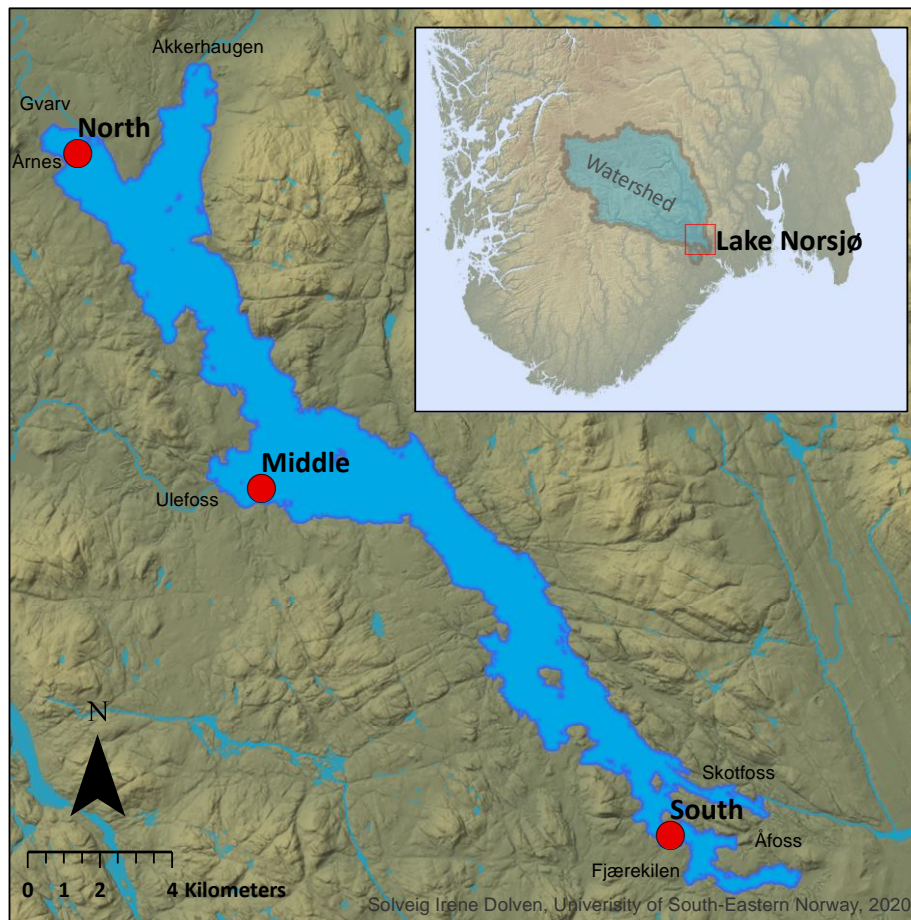 Akkerhaugen
Gvarv
North
Årnes
Watershed
Lake Norsjø
Middle
Ulefoss
N
Skotfoss
South
Åfoss
Fjærekilen
0 1 2 4 Kilometers
Solveig Irene Dolven, Univerisity of South-Eastern Norway, 2020